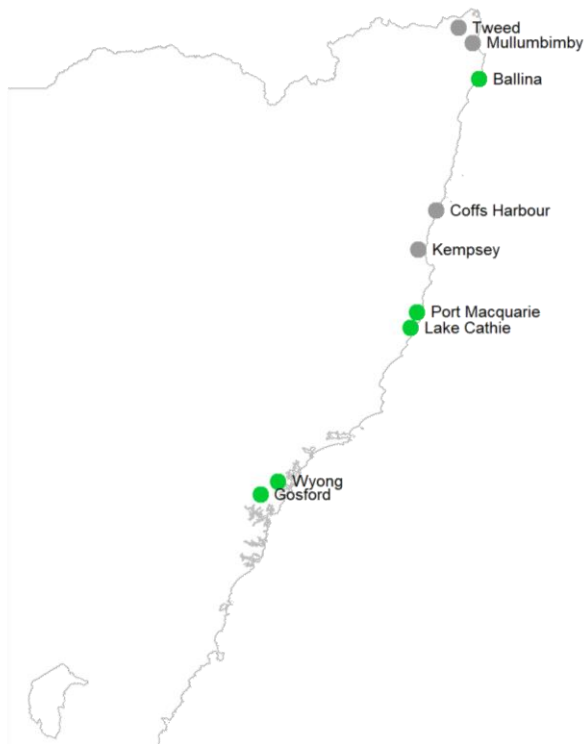 Tweed
Mullumbimby
Ballina
Coffs Harbour
Kempsey
Port Macquarie
Lake Cathie
Wyong
Gosford